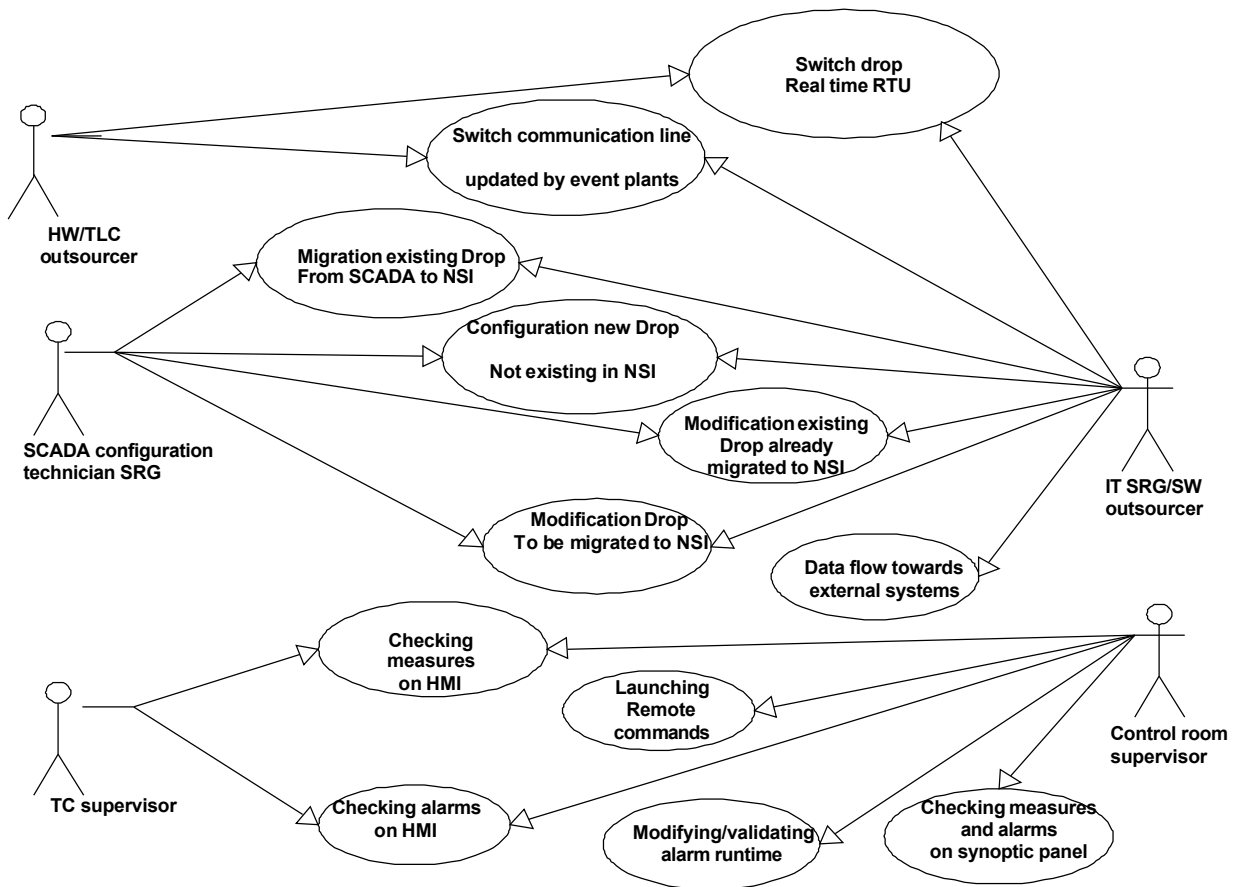 Switch drop
Real time RTU
Switch communication line
updated by event plants
HW/TLC
outsourcer
Migration existing Drop
From SCADA to NSI
Configuration new Drop
Not existing in NSI
SCADA configuration
technician SRG
Modification existing
Drop already
migrated to NSI
IT SRG/SW
outsourcer
Modification Drop
To be migrated to NSI
Data flow towards
external systems
Checking
measures
on HMI
Launching
Remote
commands
Control room
supervisor
TC supervisor
Checking alarms
on HMI
Modifying/validating
alarm runtime
Checking measures
and alarms
on synoptic panel